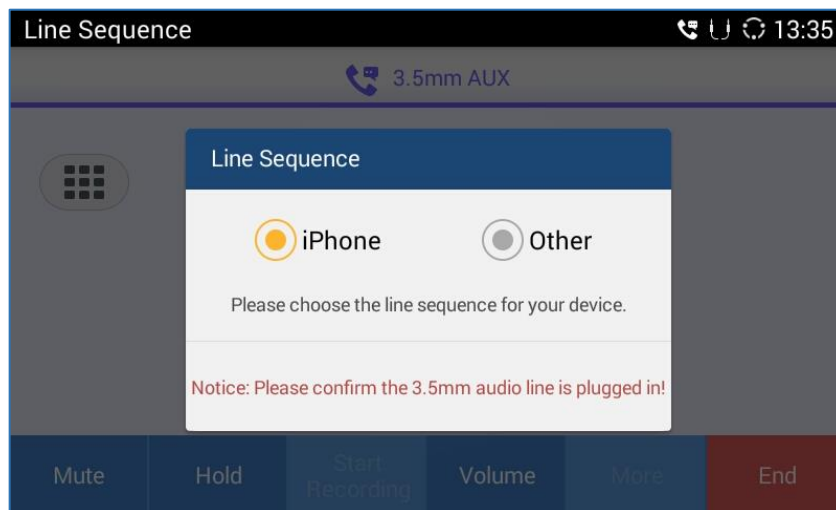 Line Sequence 13:35
3.5mm AUX
Line Sequence
iPhone Other
Please choose the line sequence for your device.
Notice: Please confirm the 3.5mm audio line is plugged in!
Mute Hold Start Recording Volume More End